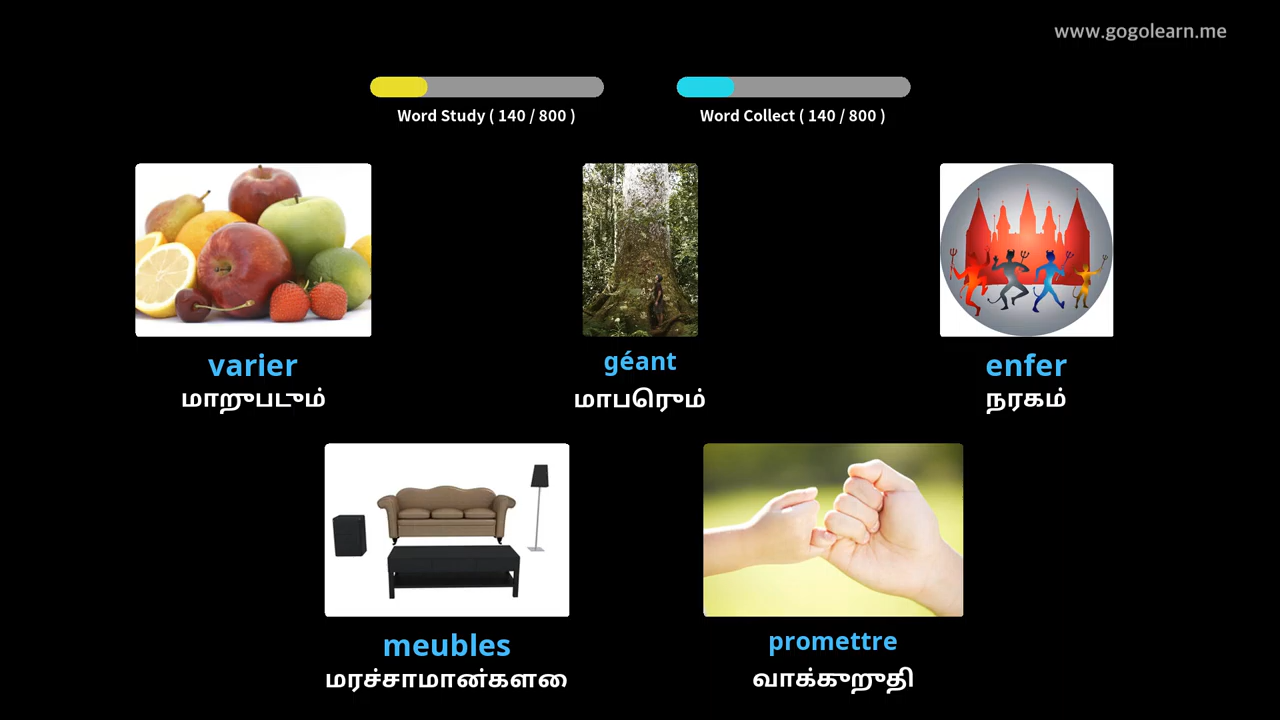 www.gogolearn.me
Word Study ( 140 / 800 )
Word Collect ( 140 / 800 )
varier
மாறுபடும்
géant
மாபெரும்
enfer
நரகம்
meubles
மரச்சாமான்களை
promettre
வாக்குறுதி